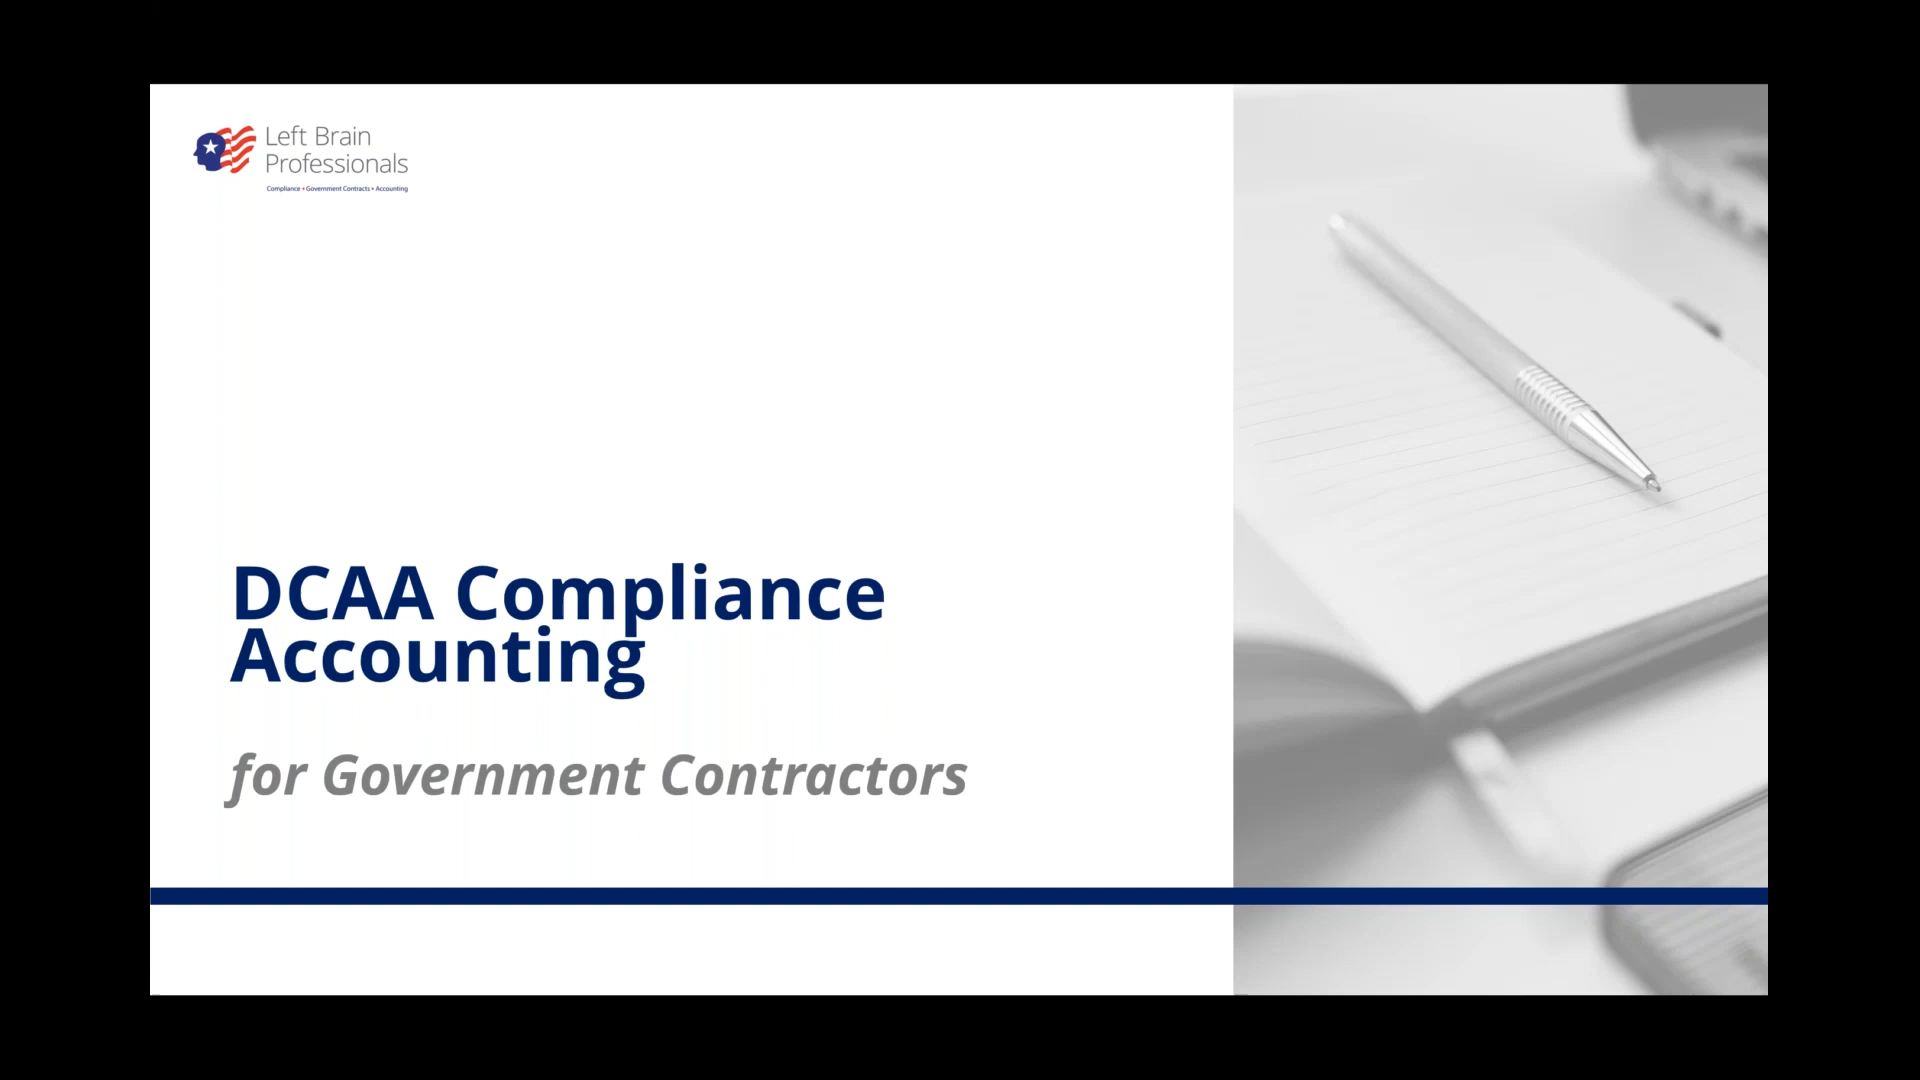 Left Brain
Professionals
Compliance • Government Contracts • Accounting
DCAA Compliance
Accounting
for Government Contractors